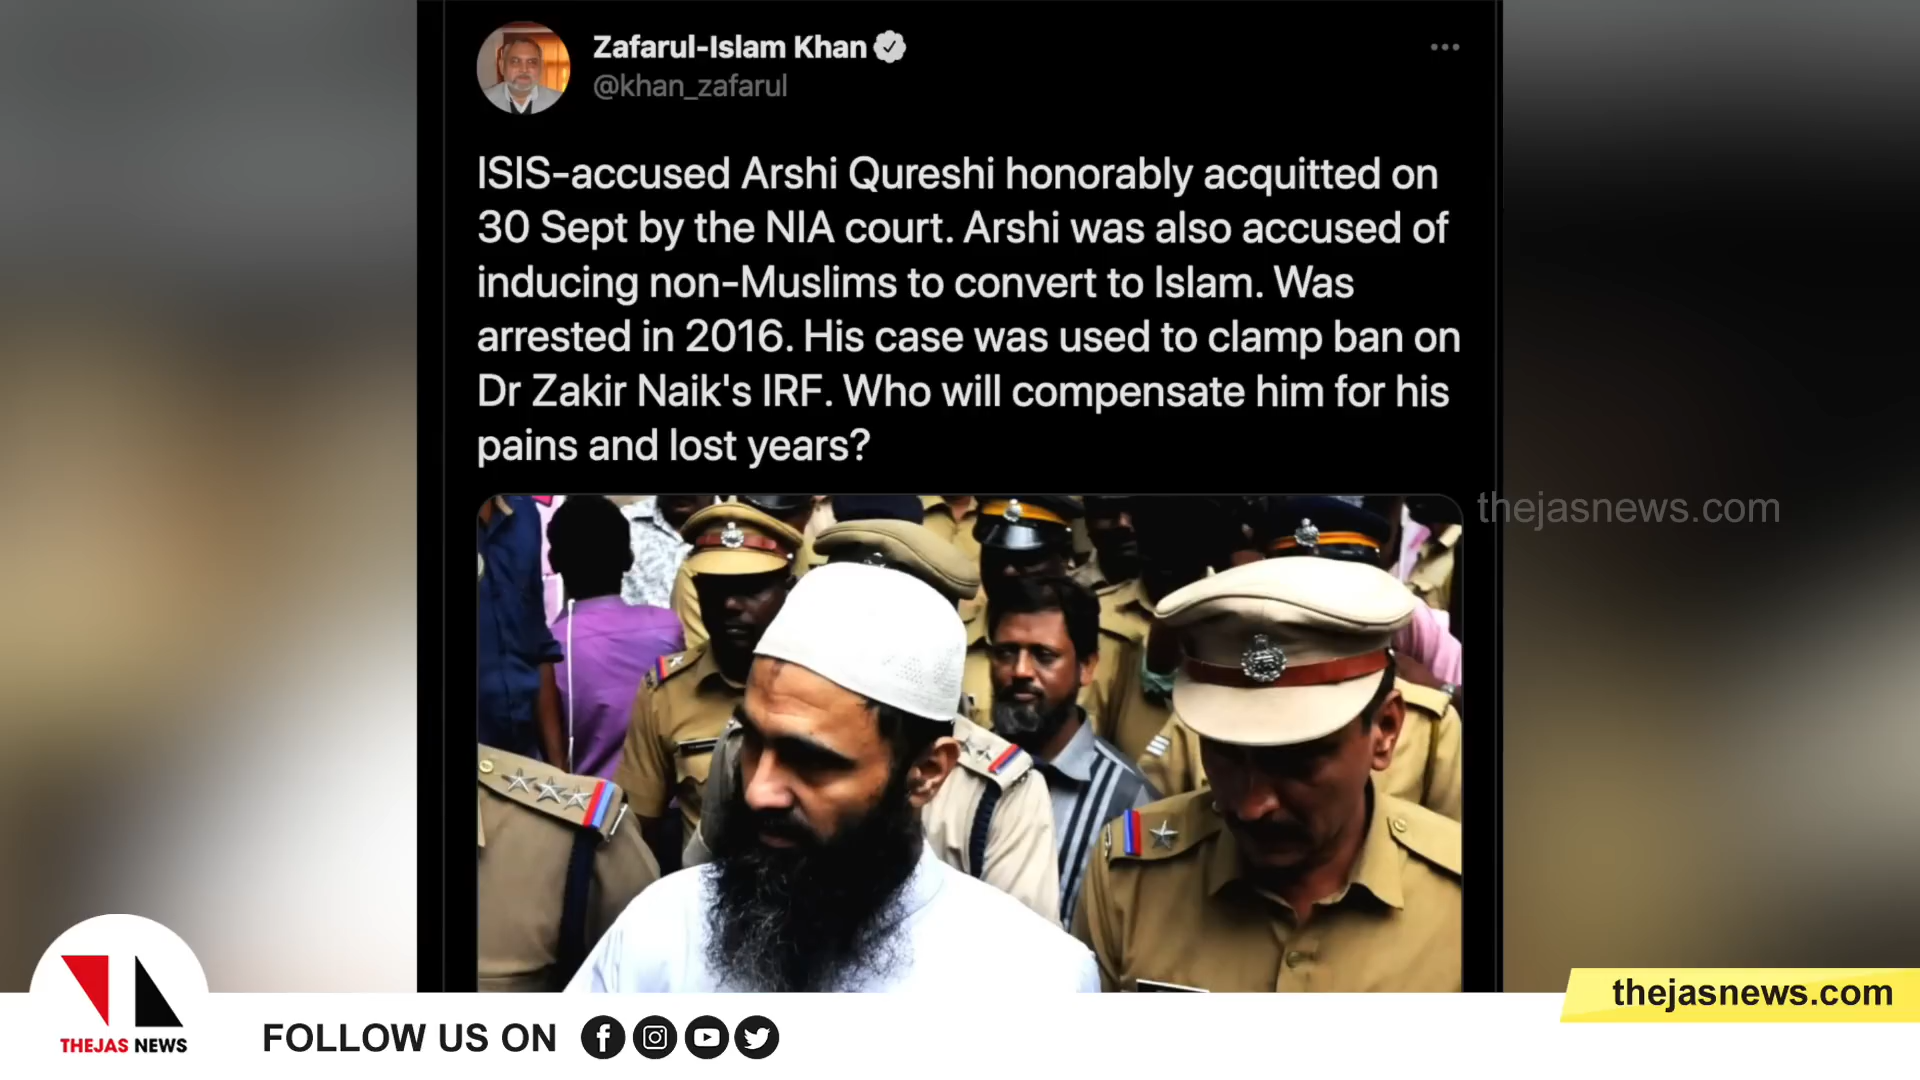 Zafarul-Islam Khan
@khan_zafarul
ISIS-accused Arshi Qureshi honorably acquitted on
30 Sept by the NIA court. Arshi was also accused of
inducing non-Muslims to convert to Islam. Was
arrested in 2016. His case was used to clamp ban on
Dr Zakir Naik's IRF. Who will compensate him for his
pains and lost years?
thejasnews.com
thejasnews.com
THEJAS NEWS
FOLLOW US ON